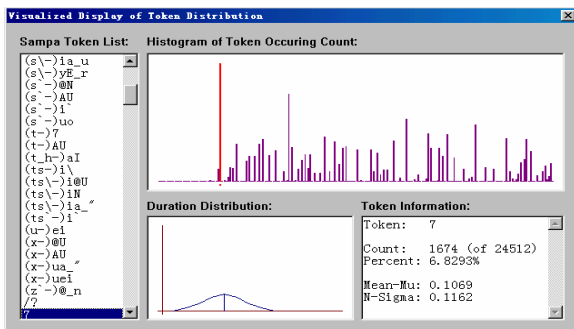 Visualized Display of Token Distribution
Sampa Token List:
(s\-)ia_u
(s\-)yE_r
(s`-)@N
(s`-)AU
(s`-)i`
(s`-)uo
(t-)7
(t-)AU
(t_h-)aI
(ts-)i\
(ts\-)i@U
(ts\-)iN
(ts\-)ia_"
(ts`-)i`
(u-)ei
(x-)@U
(x-)AU
(x-)ua_"
(x-)uei
(z`-)@_n
/?
7
Histogram of Token Occuring Count:
Duration Distribution:
Token Information:
Token: 7
Count: 1674 (of 24512)
Percent: 6.8293%
Mean-Mu: 0.1069
N-Sigma: 0.1162